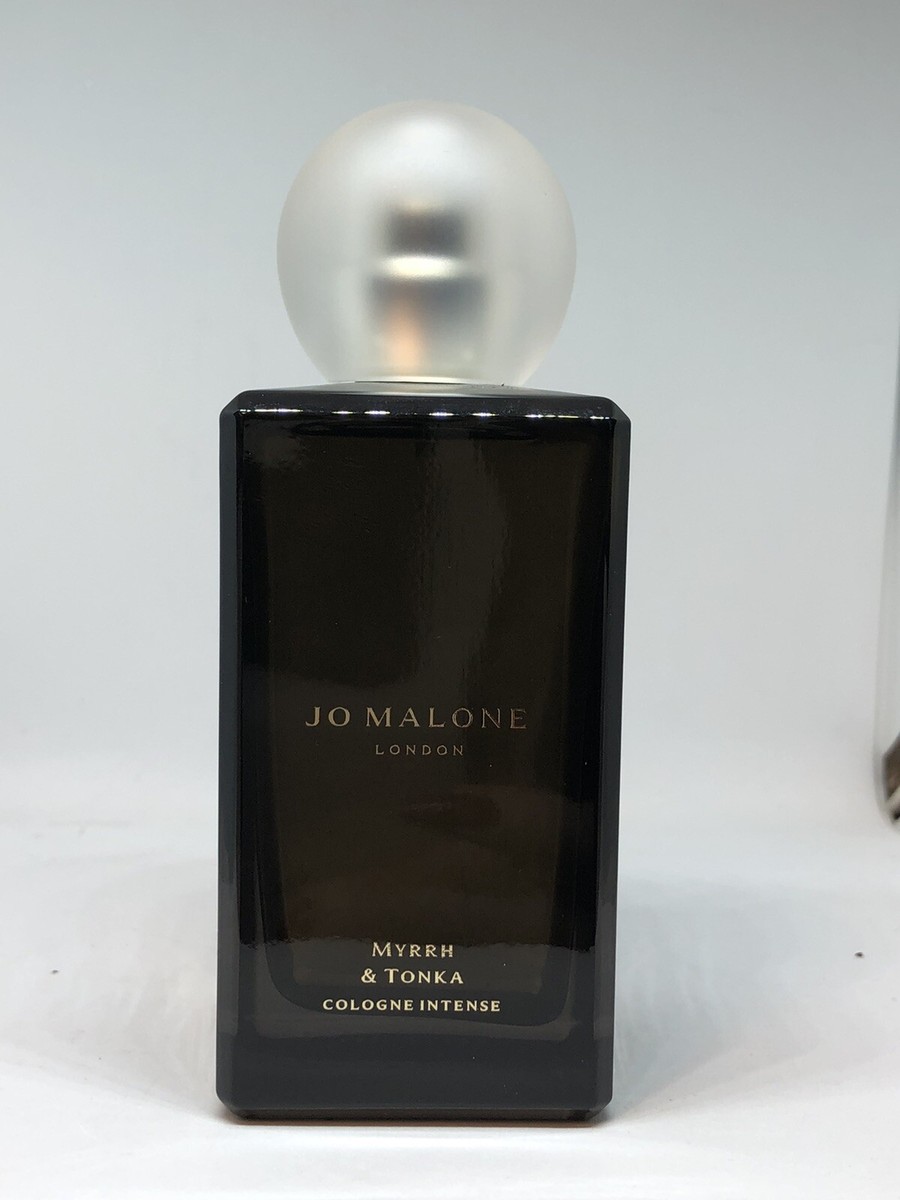 JO MALONE
LONDON
MYRRH
& TONKA
COLOGNE INTENSE